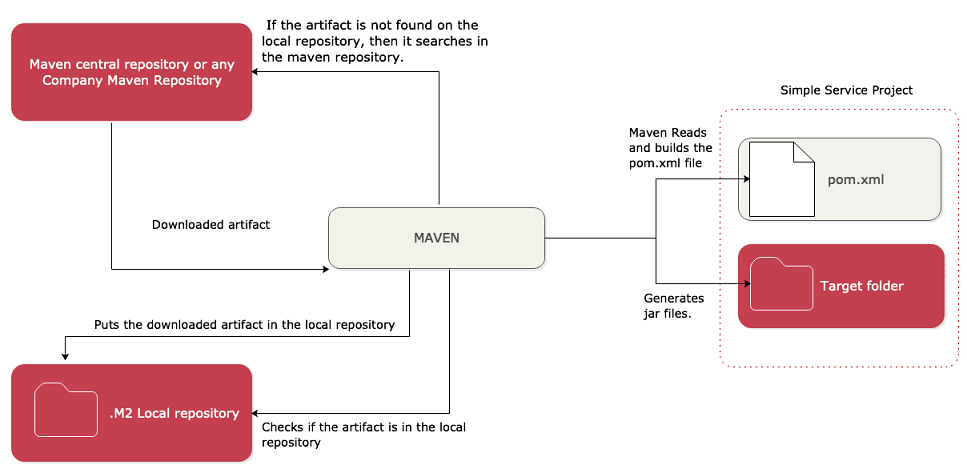 If the artifact is not found on the
local repository, then it searches in
the maven repository.
Maven central repository or any
Company Maven Repository
Simple Service Project
Maven Reads
and builds the
pom.xml file
pom.xml
Downloaded artifact
MAVEN
Target folder
Generates
jar files.
Puts the downloaded artifact in the local repository
.M2 Local repository
Checks if the artifact is in the local
repository